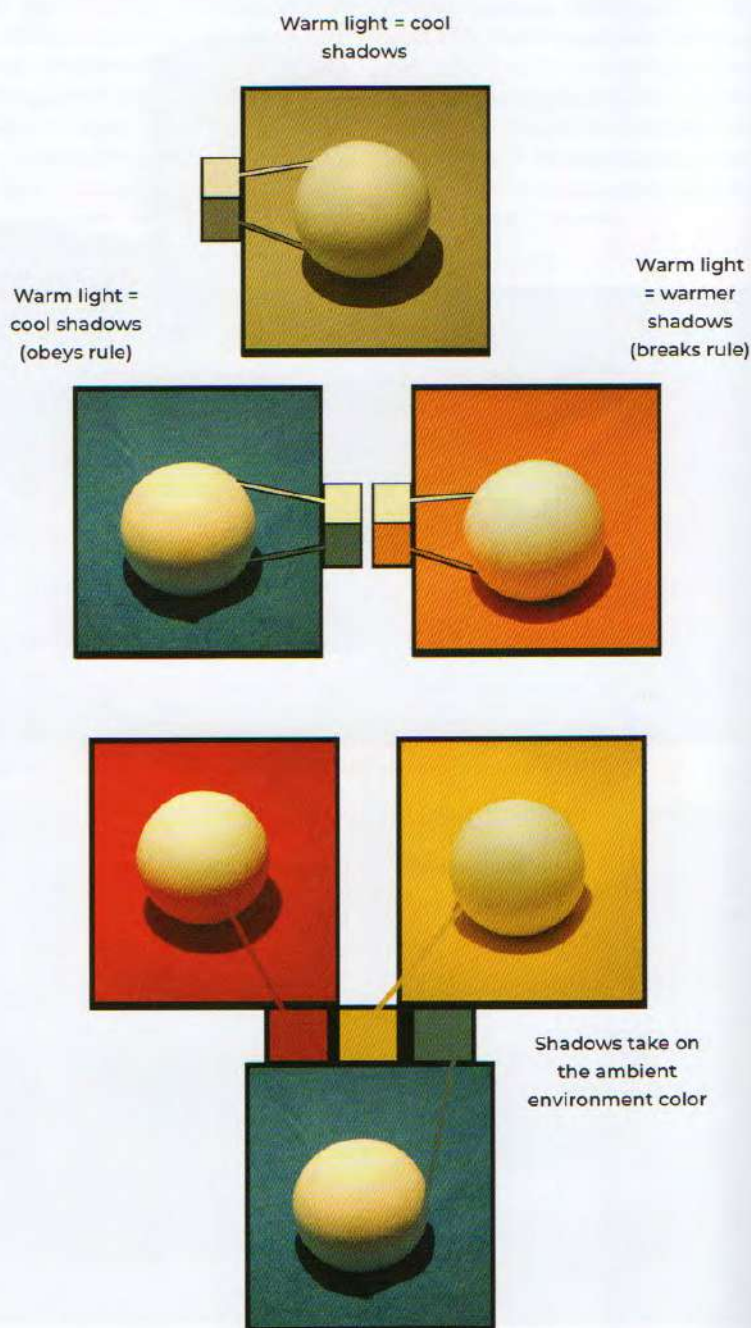 Warm light = cool
shadows
Warm light =
cool shadows
(obeys rule)
Warm light
= warmer
shadows
(breaks rule)
Shadows take on
the ambient
environment color